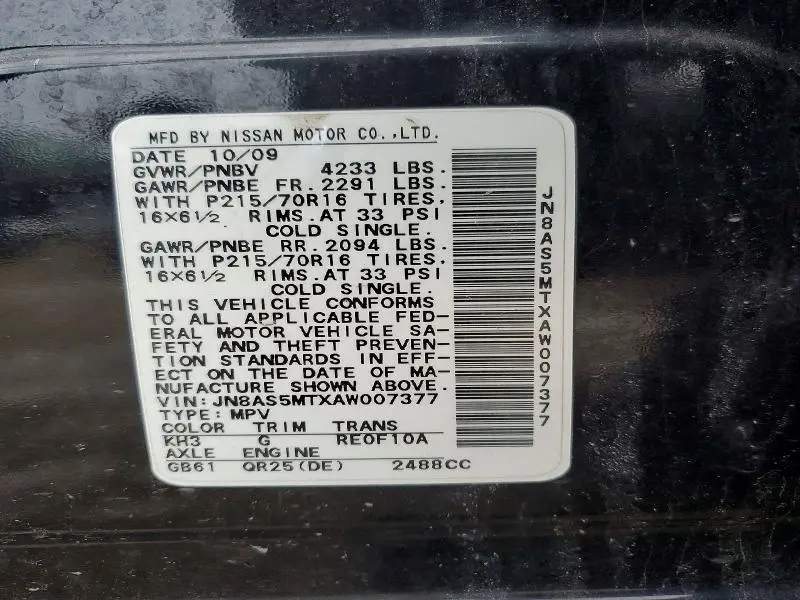 MFD BY NISSAN MOTOR CO.,LTD.
DATE 10/09
GVWR/PNBV 4233 LBS.
GAWR/PNBE FR. 2291 LBS.
WITH P215/70R16 TIRES,
16X6½ RIMS. AT 33 PSI
COLD SINGLE.
GAWR/PNBE RR. 2094 LBS.
WITH P215/70R16 TIRES,
16X6½ RIMS. AT 33 PSI
COLD SINGLE.
THIS VEHICLE CONFORMS
TO ALL APPLICABLE FED-
ERAL MOTOR VEHICLE SA-
FETY AND THEFT PREVEN-
TION STANDARDS IN EFF-
ECT ON THE DATE OF MA-
NUFACTURE SHOWN ABOVE.
VIN:JN8AS5MTXAW007377
TYPE:MPV
COLOR TRIM TRANS
KH3 G RE0F10A
AXLE ENGINE
GB61 QR25(DE) 2488CC
JN8AS5MTXAW007377